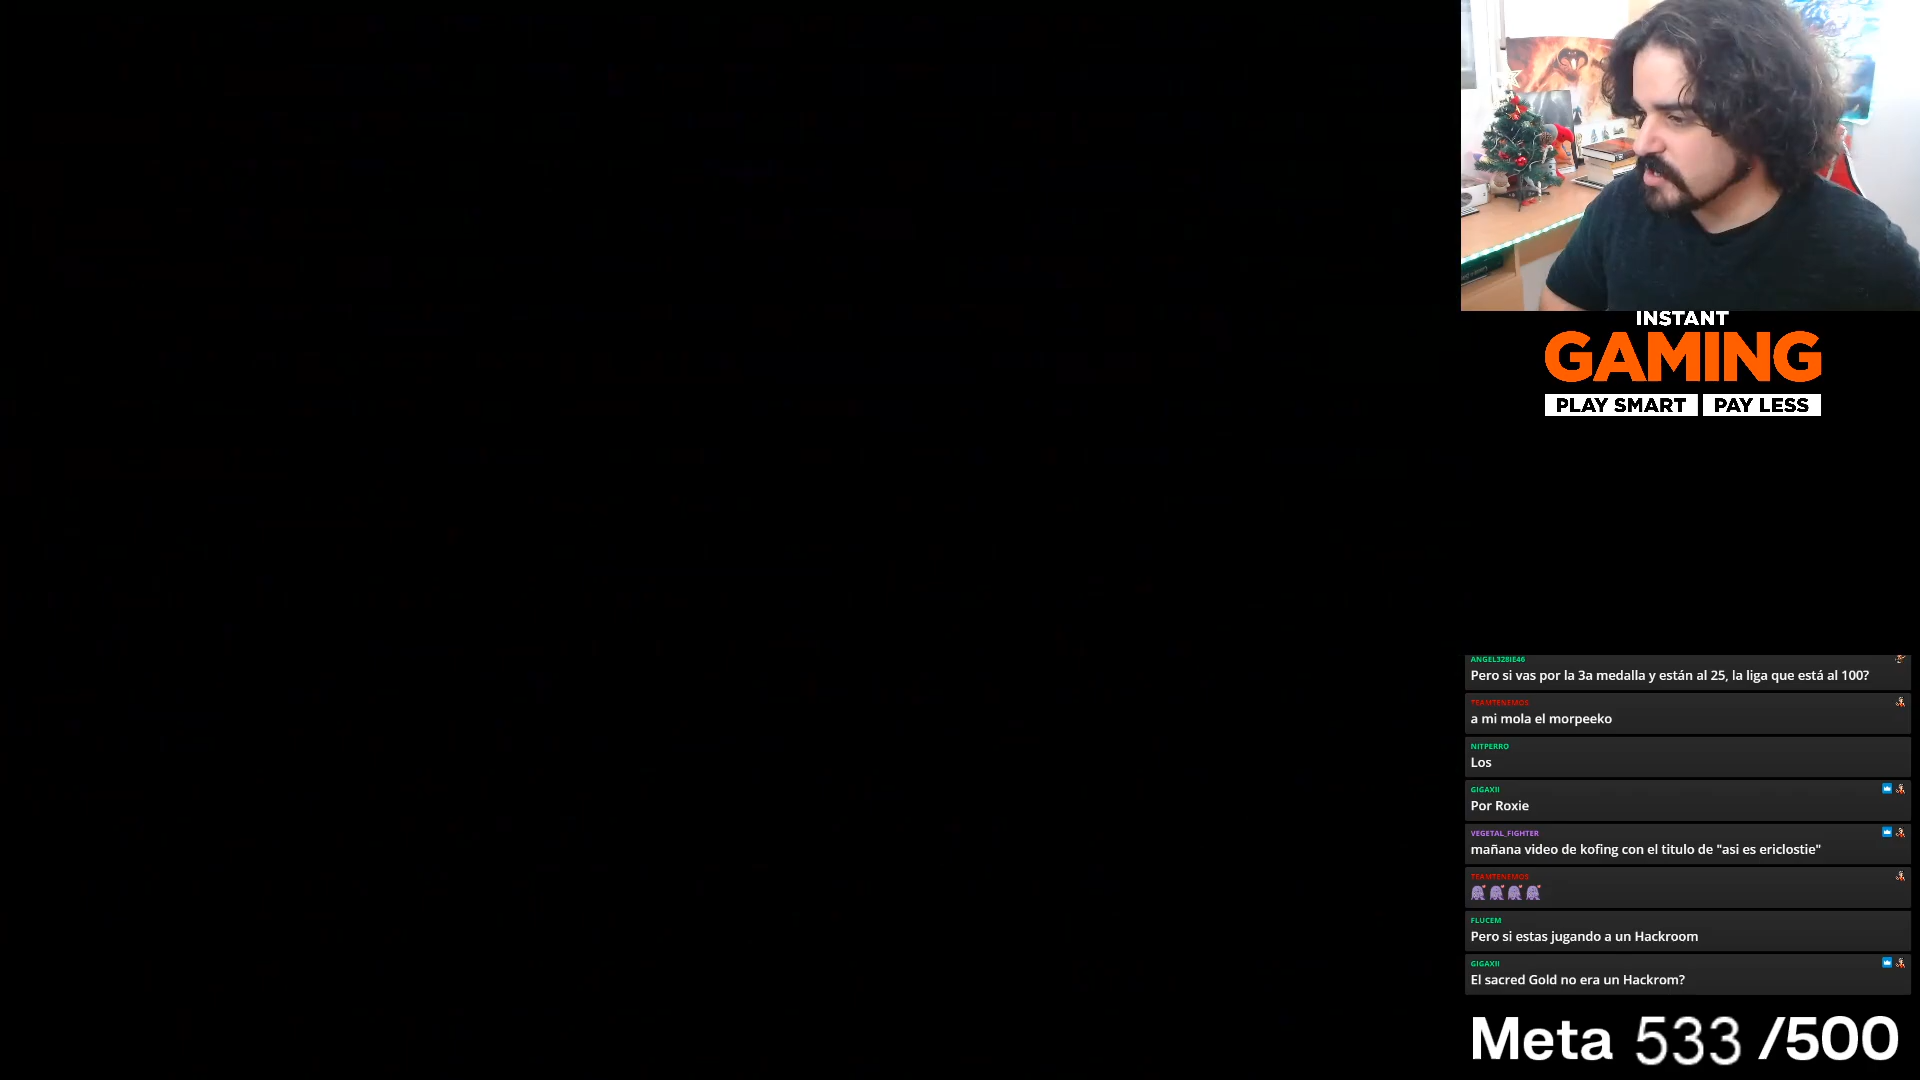 INSTANT
GAMING
PLAY SMART PAY LESS
ANGEL328IE46
Pero si vas por la 3a medalla y están al 25, la liga que está al 100?
TEAMTENEMOS
a mi mola el morpeeko
NITPERRO
Los
GIGAXII
Por Roxie
VEGETAL_FIGHTER
mañana video de kofing con el titulo de "asi es ericlostie"
TEAMTENEMOS
FLUCEM
Pero si estas jugando a un Hackroom
GIGAXII
El sacred Gold no era un Hackrom?
Meta 533 /500